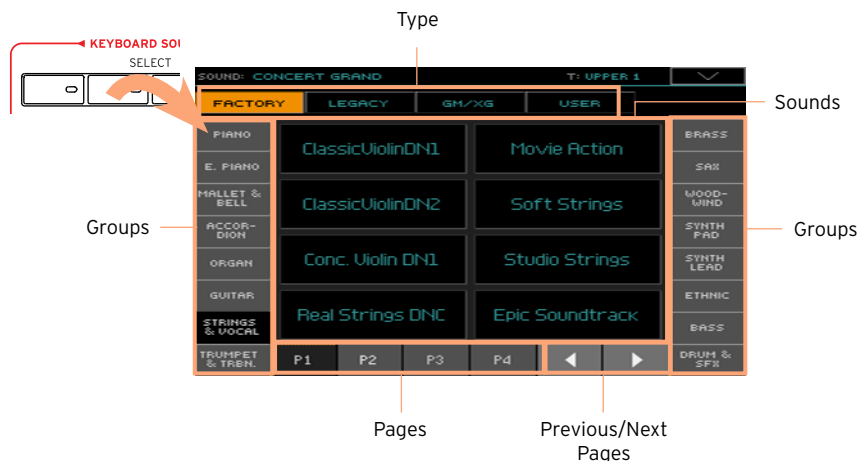 Type
KEYBOARD SOU
SELECT
SOUND: CONCERT GRAND
T: UPPER 1
FACTORY
LEGACY
GM/XG
USER
Sounds
Groups
PIANO
E. PIANO
MALLET &
BELL
ACCOR-
DION
ORGAN
GUITAR
STRINGS
& VOCAL
TRUMPET
& TRBN.
ClassicViolinDN1
Movie Action
ClassicViolinDN2
Soft Strings
Conc. Violin DN1
Studio Strings
Real Strings DNC
Epic Soundtrack
BRASS
SAX
WOOD-
WIND
SYNTH
PAD
SYNTH
LEAD
ETHNIC
BASS
DRUM &
SFX
Groups
P1
P2
P3
P4
Pages
Previous/Next
Pages